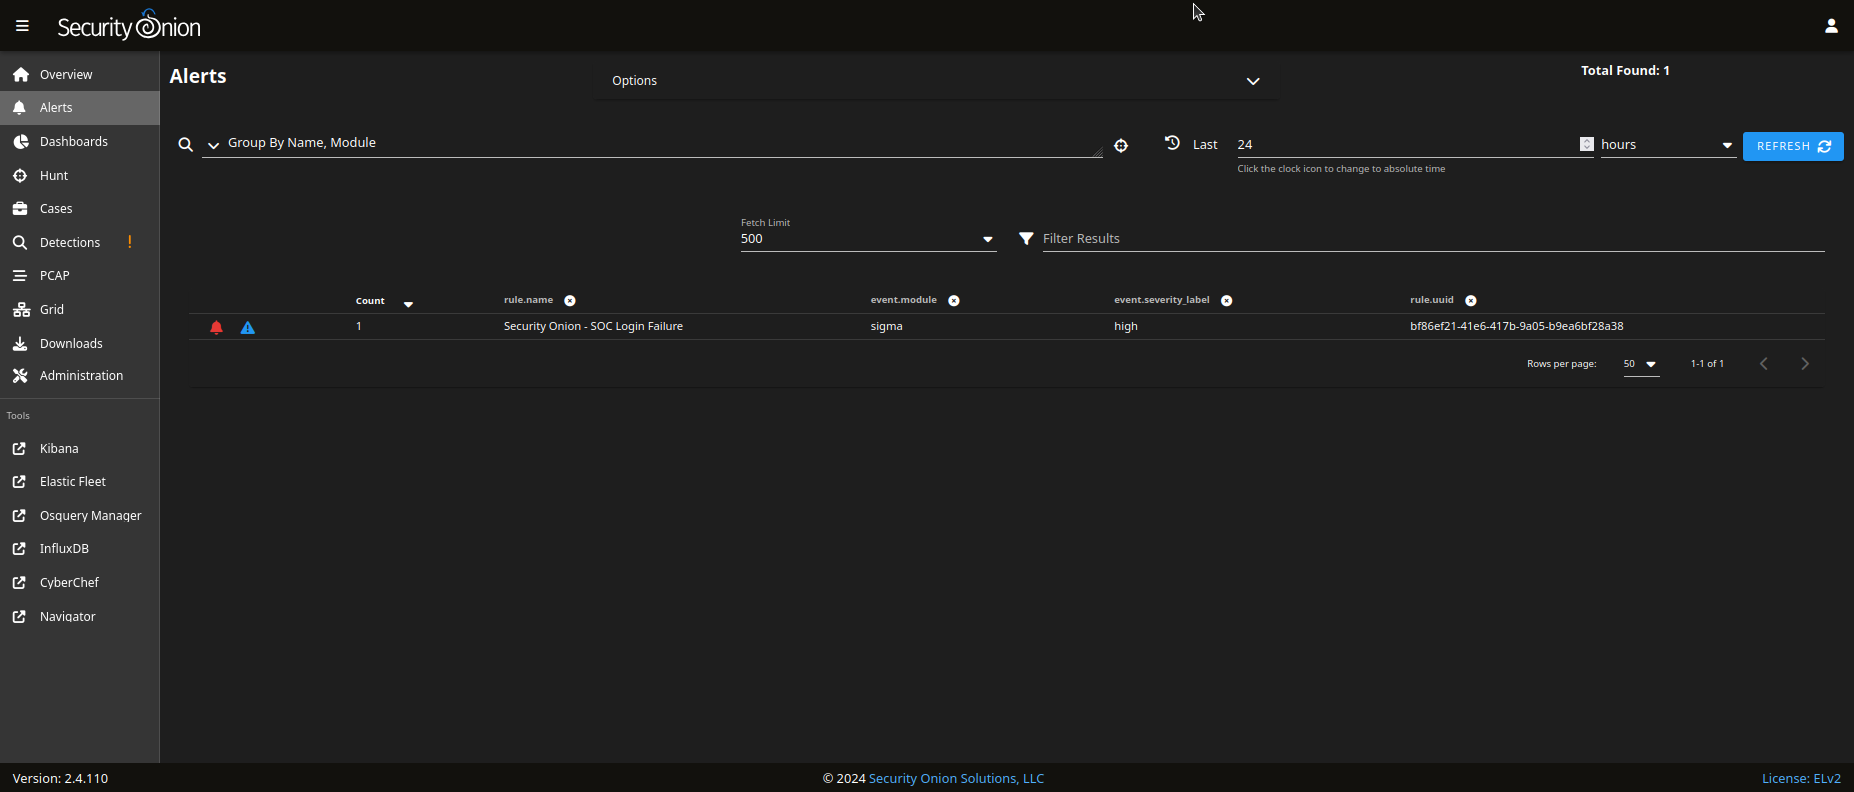 Security Onion
Overview
Alerts
Dashboards
Hunt
Cases
Detections !
PCAP
Grid
Downloads
Administration
Tools
Kibana
Elastic Fleet
Osquery Manager
InfluxDB
CyberChef
Navigator
Alerts
Options
Total Found: 1
Group By Name, Module
Last 24 hours REFRESH
Click the clock icon to change to absolute time
Fetch Limit
500
Filter Results
Count rule.name event.module event.severity_label rule.uuid
1 Security Onion - SOC Login Failure sigma high bf86ef21-41e6-417b-9a05-b9ea6bf28a38
Rows per page: 50 1-1 of 1
Version: 2.4.110 © 2024 Security Onion Solutions, LLC License: ELv2